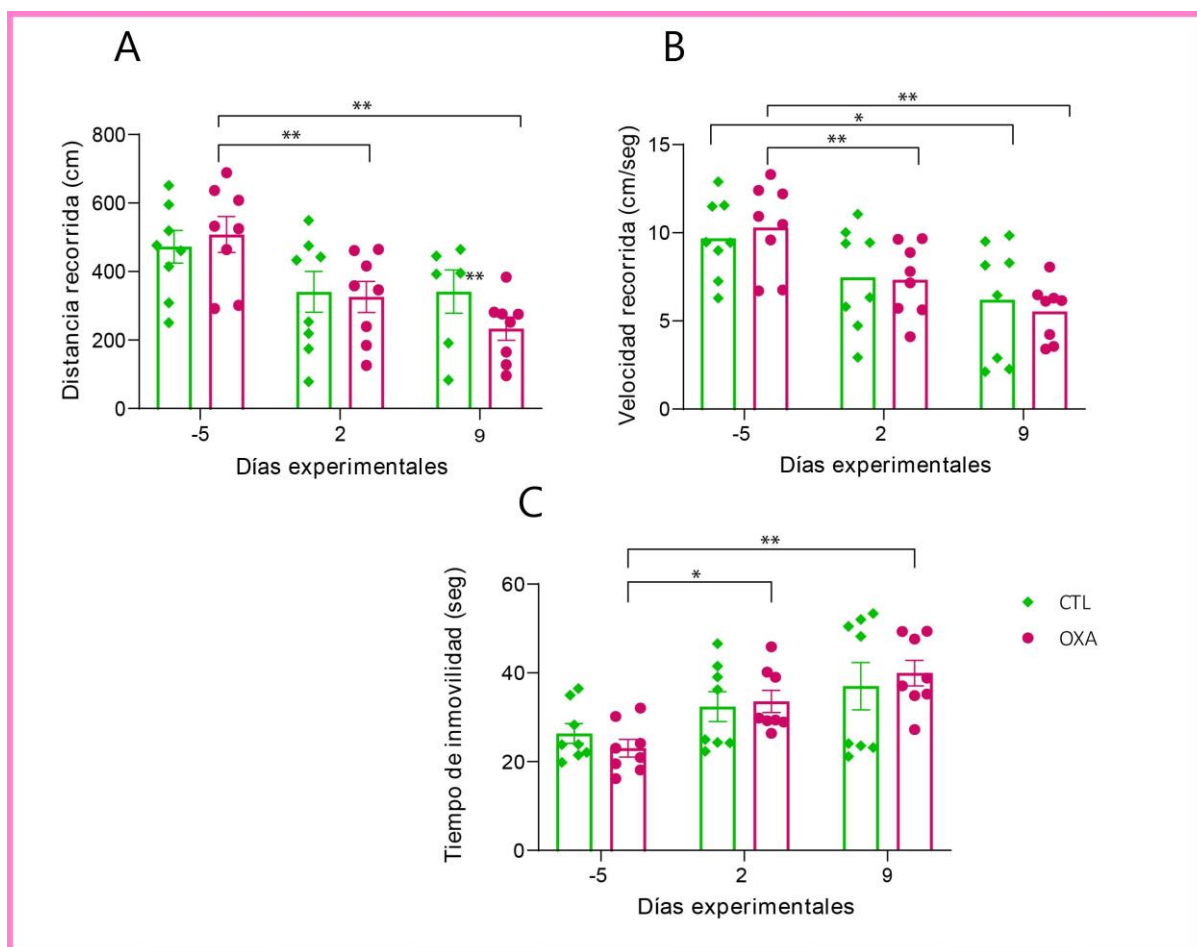 A
Distancia recorrida (cm)
800
600
400
200
0
**
**
**
-5 2 9
Días experimentales
B
Velocidad recorrida (cm/seg)
15
10
5
0
**
*
**
-5 2 9
Días experimentales
C
Tiempo de inmovilidad (seg)
60
40
20
0
**
*
-5 2 9
Días experimentales
CTL
OXA